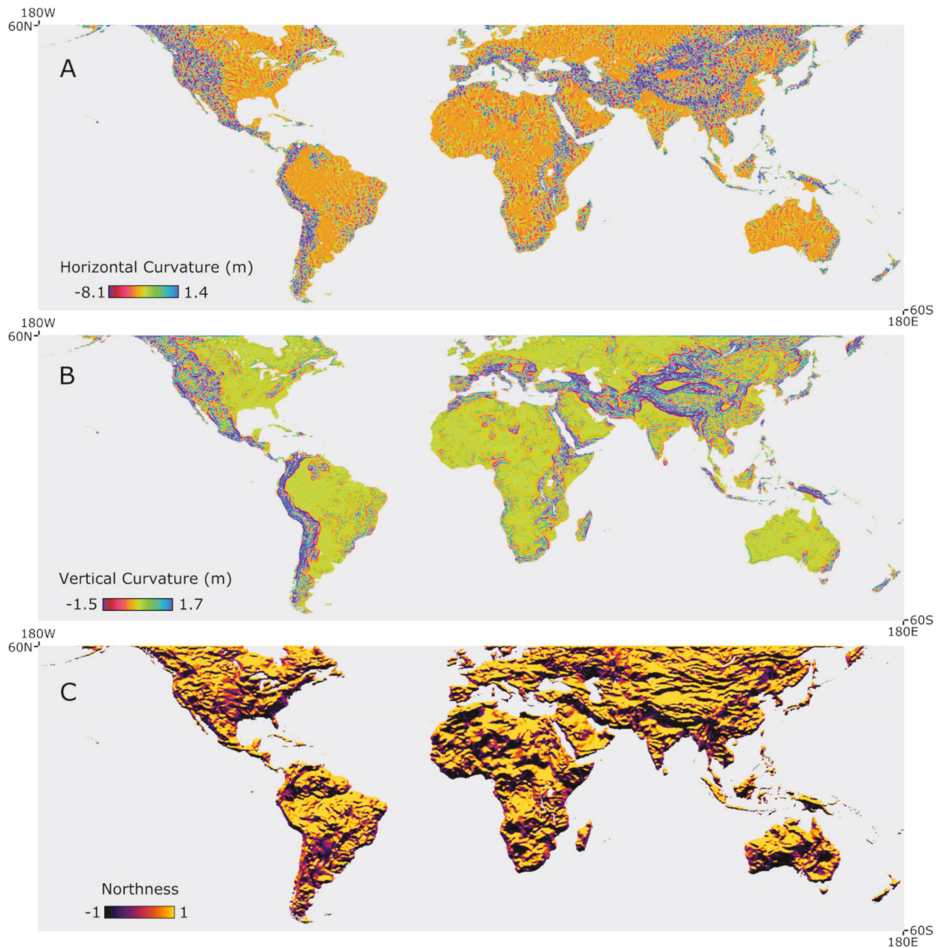 180W
60N
A
Horizontal Curvature (m)
-8.1 1.4
60S
180E
180W
60N
B
Vertical Curvature (m)
-1.5 1.7
60S
180E
180W
60N
C
Northness
-1 1
60S
180E